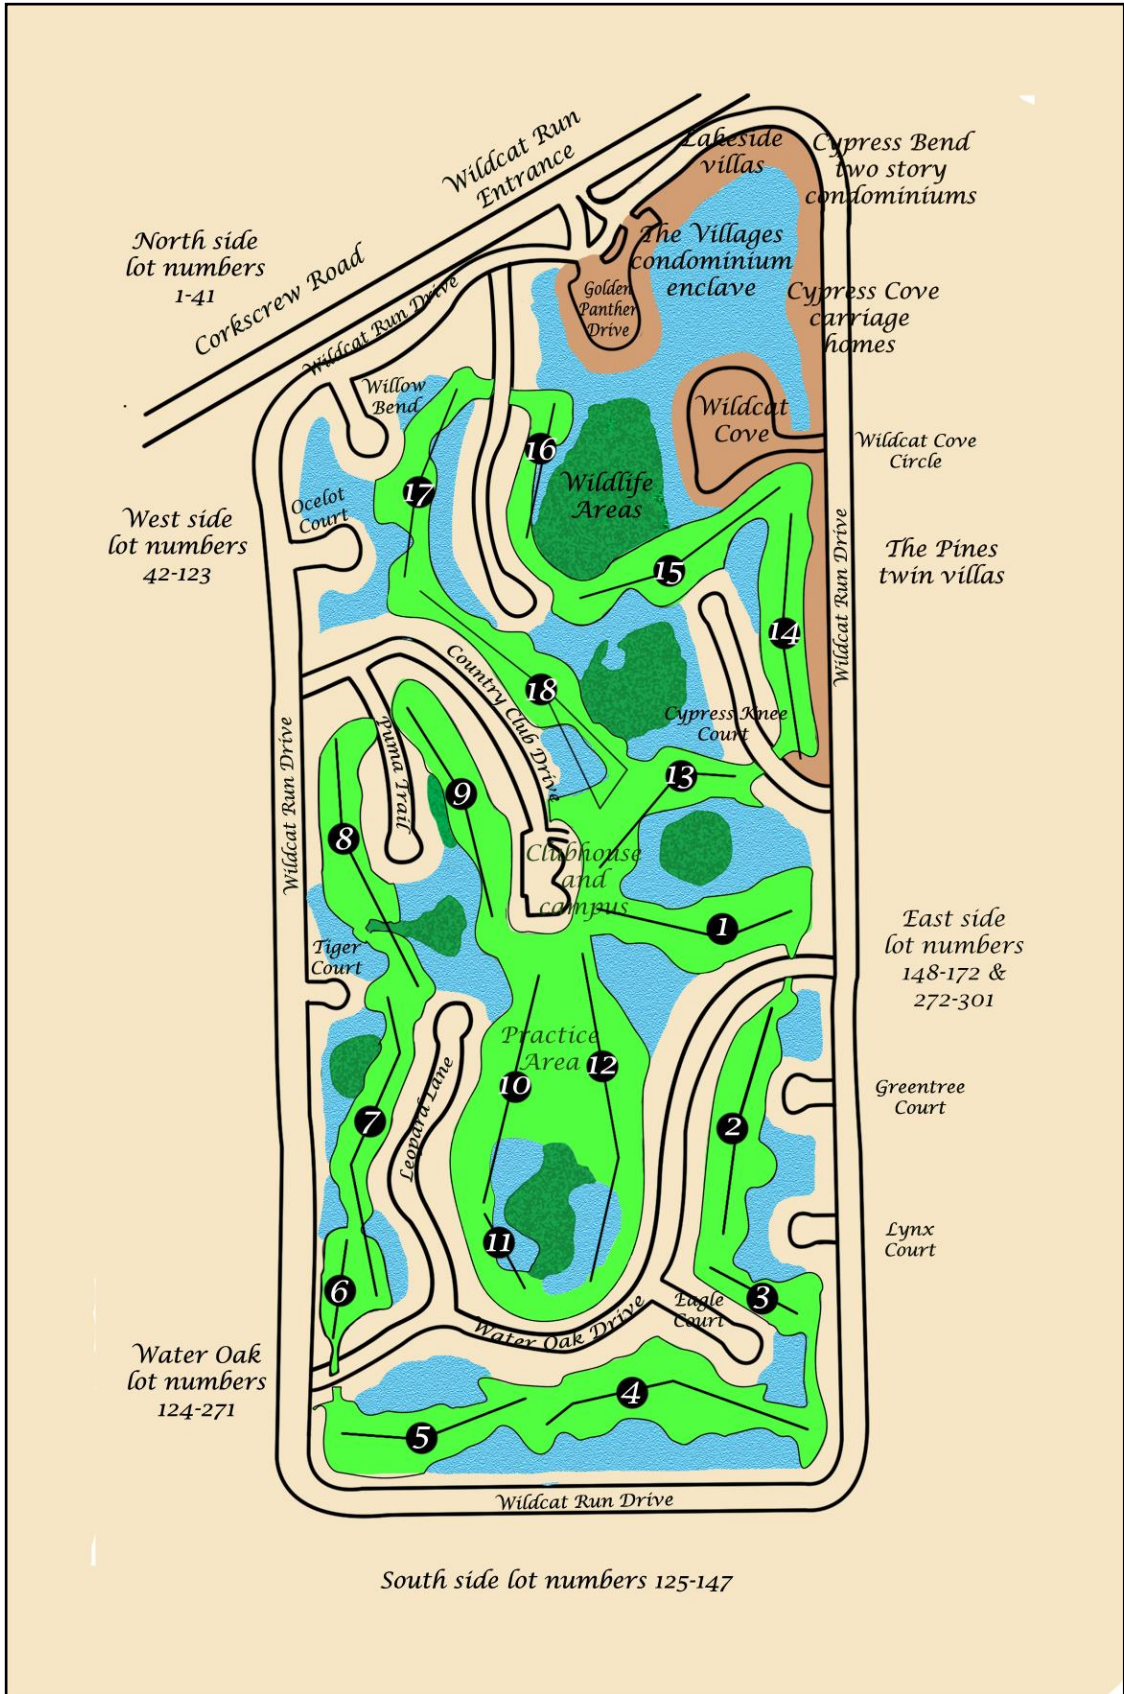 Wildcat Run
Entrance
Lakeside
villas
Cypress Bend
two story
condominiums
North side
lot numbers
1-41
Corkscrew Road
Wildcat Run Drive
The Villages
condominium
enclave
Golden
Panther
Drive
Cypress Cove
carriage
homes
Willow
Bend
Wildcat
Cove
Wildcat Cove
Circle
16
17
Wildlife
Areas
Ocelot
Court
West side
lot numbers
42-123
The Pines
twin villas
15
14
Wildcat Run Drive
Country Club Drive
18
Cypress Knee
Court
Puma Trail
Wildcat Run Drive
13
9
8
Clubhouse
and
campus
1
East side
lot numbers
148-172 &
272-301
Tiger
Court
Practice
Area
12
10
Greentree
Court
7
Leopard Lane
2
Lynx
Court
11
6
3
Eagle
Court
Water Oak Drive
Water Oak
lot numbers
124-271
4
5
Wildcat Run Drive
South side lot numbers 125-147